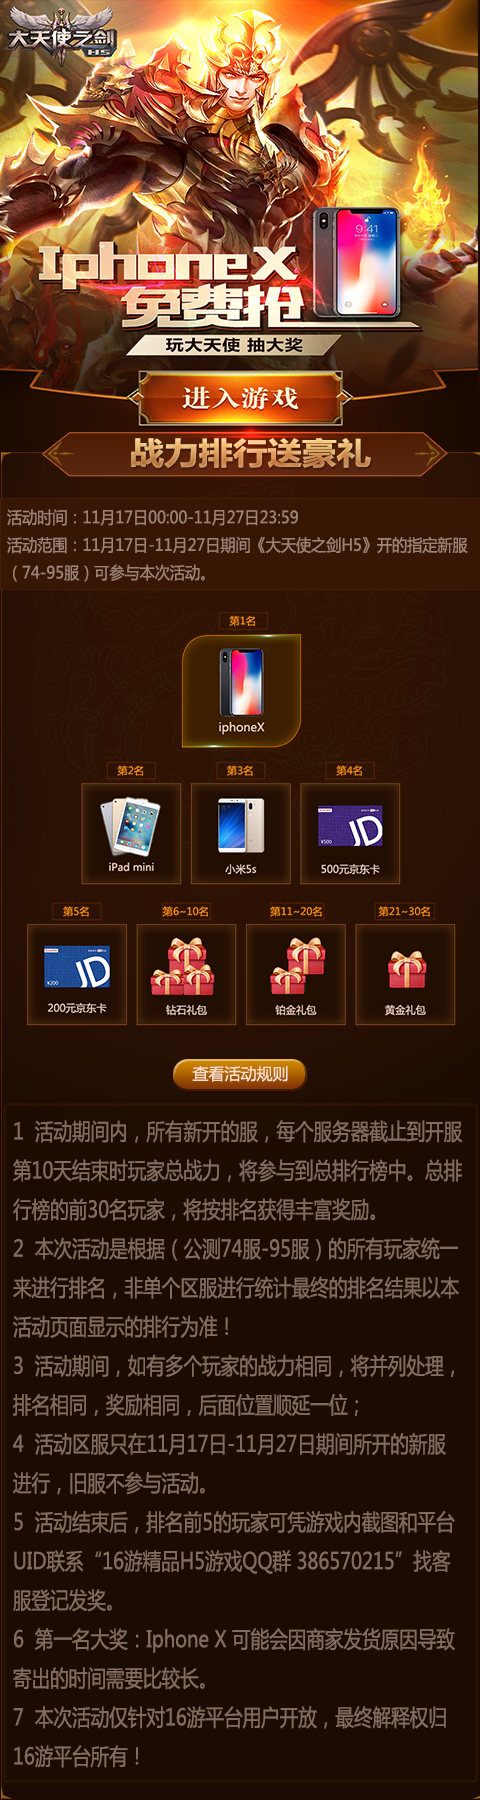 大天使之剑
H5
9:41
IphoneX
免费抢
玩大天使 抽大奖
进入游戏
战力排行送豪礼
活动时间：11月17日00:00-11月27日23:59
活动范围：11月17日-11月27日期间《大天使之剑H5》开的指定新服
（74-95服）可参与本次活动。
第1名
iphoneX
第2名 第3名 第4名
JD
¥500
iPad mini 小米5s 500元京东卡
第5名 第6~10名 第11~20名 第21~30名
JD
¥200
200元京东卡 钻石礼包 铂金礼包 黄金礼包
查看活动规则
1 活动期间内，所有新开的服，每个服务器截止到开服
第10天结束时玩家总战力，将参与到总排行榜中。总排
行榜的前30名玩家，将按排名获得丰富奖励。
2 本次活动是根据（公测74服-95服）的所有玩家统一
来进行排名，非单个区服进行统计最终的排名结果以本
活动页面显示的排行为准！
3 活动期间，如有多个玩家的战力相同，将并列处理，
排名相同，奖励相同，后面位置顺延一位；
4 活动区服只在11月17日-11月27日期间所开的新服
进行，旧服不参与活动。
5 活动结束后，排名前5的玩家可凭游戏内截图和平台
UID联系“16游精品H5游戏QQ群 386570215”找客
服登记发奖。
6 第一名大奖：Iphone X 可能会因商家发货原因导致
寄出的时间需要比较长。
7 本次活动仅针对16游平台用户开放，最终解释权归
16游平台所有！